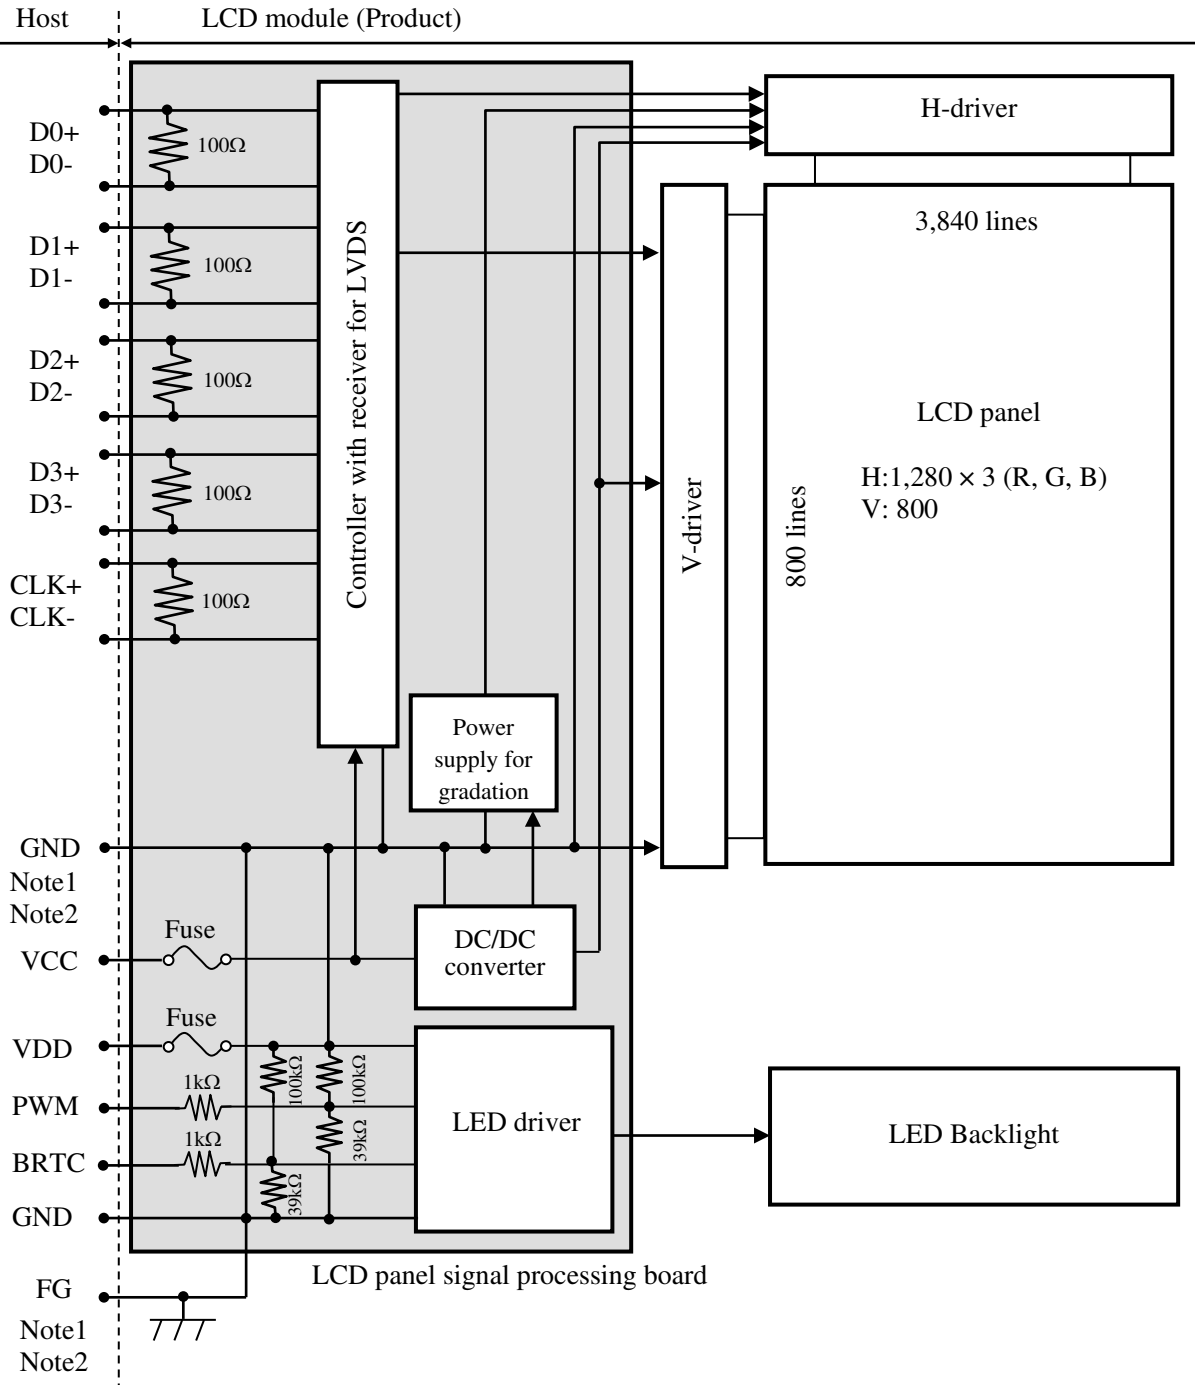 Host
LCD module (Product)
H-driver
D0+
D0-
100Ω
D1+
D1-
100Ω
D2+
D2-
100Ω
D3+
D3-
100Ω
CLK+
CLK-
100Ω
Controller with receiver for LVDS
V-driver
3,840 lines
800 lines
LCD panel
H:1,280 × 3 (R, G, B)
V: 800
Power
supply for
gradation
GND
Note1
Note2
VCC
Fuse
DC/DC
converter
VDD
Fuse
100kΩ
100kΩ
PWM
1kΩ
39kΩ
BRTC
1kΩ
39kΩ
GND
LED driver
LED Backlight
LCD panel signal processing board
FG
Note1
Note2